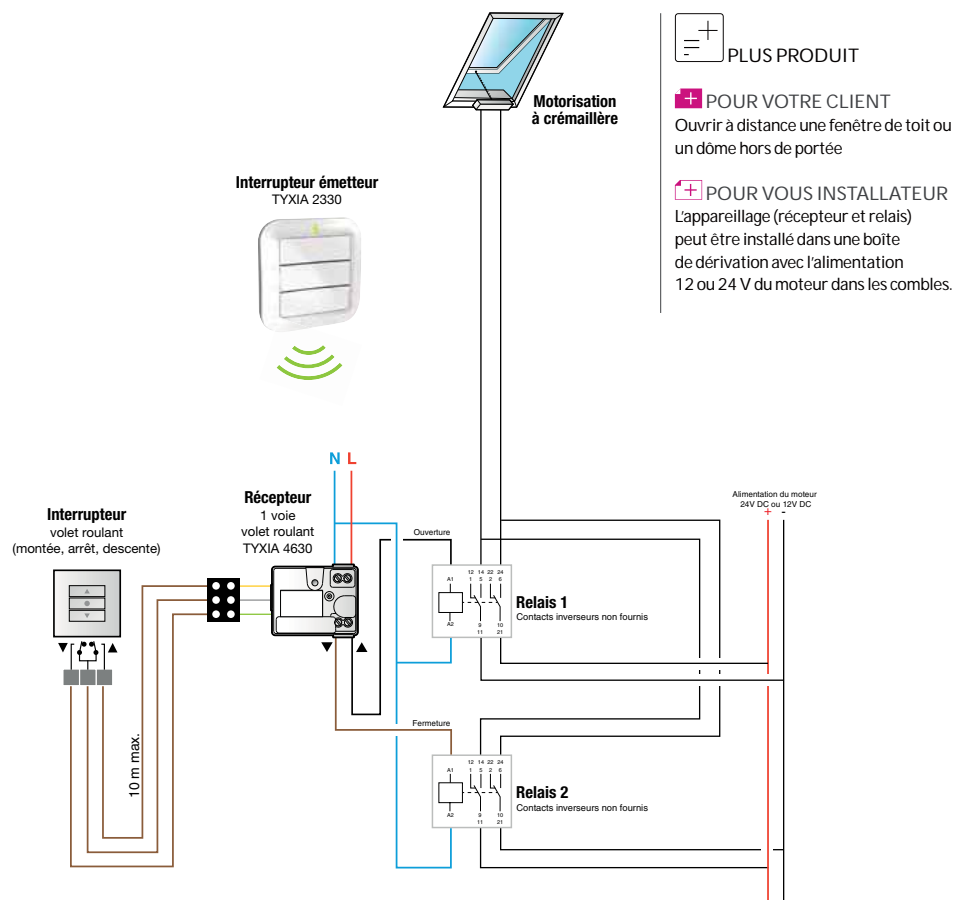 PLUS PRODUIT
POUR VOTRE CLIENT
Ouvrir à distance une fenêtre de toit ou
un dôme hors de portée
POUR VOUS INSTALLATEUR
L'appareillage (récepteur et relais)
peut être installé dans une boîte
de dérivation avec l'alimentation
12 ou 24 V du moteur dans les combles.
Motorisation
à crémaillère
Interrupteur émetteur
TYXIA 2330
N L
Interrupteur
volet roulant
(montée, arrêt, descente)
Récepteur
1 voie
volet roulant
TYXIA 4630
10 m max.
Alimentation du moteur
24V DC ou 12V DC
+ -
Ouverture
12 14 22 24
A1 1 5 2 6
A2 9 10
11 21
Relais 1
Contacts inverseurs non fournis
Fermeture
12 14 22 24
A1 1 5 2 6
A2 9 10
11 21
Relais 2
Contacts inverseurs non fournis